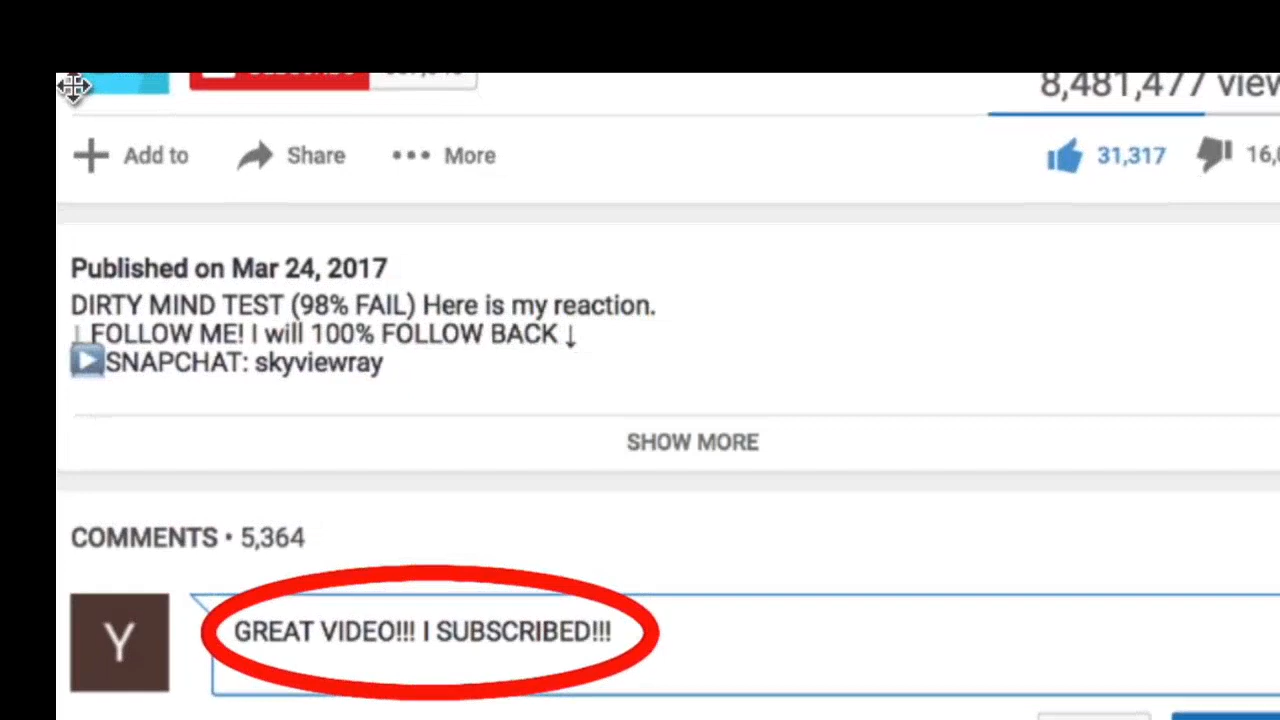 8,481,477
Add to
Share
More
31,317
Published on Mar 24, 2017
DIRTY MIND TEST (98% FAIL) Here is my reaction.
↓ FOLLOW ME! I will 100% FOLLOW BACK ↓
SNAPCHAT: skyviewray
SHOW MORE
COMMENTS • 5,364
Y
GREAT VIDEO!!! I SUBSCRIBED!!!